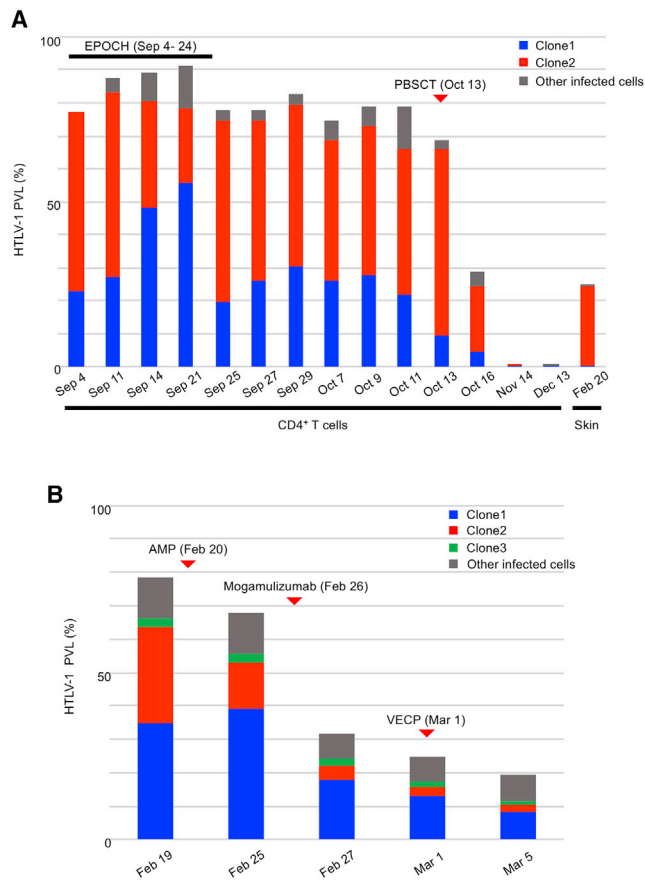 A
100
EPOCH (Sep 4- 24)
Clone1
Clone2
Other infected cells
PBSCT (Oct 13)
HTLV-1 PVL (%)
50
0
Sep 4
Sep 11
Sep 14
Sep 21
Sep 25
Sep 27
Sep 29
Oct 7
Oct 9
Oct 11
Oct 13
Oct 16
Nov 14
Dec 13
Feb 20
CD4⁺ T cells
Skin
B
100
Clone1
Clone2
Clone3
Other infected cells
AMP (Feb 20)
Mogamulizumab (Feb 26)
HTLV-1 PVL (%)
50
VECP (Mar 1)
0
Feb 19
Feb 25
Feb 27
Mar 1
Mar 5